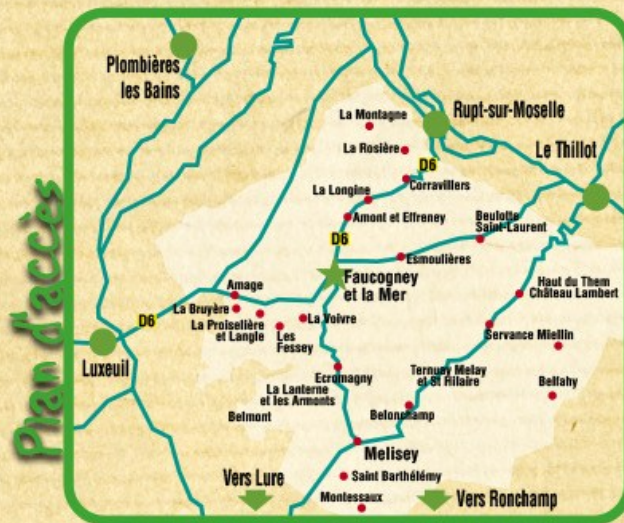 Plan d'accès
Plombières
les Bains
La Montagne
Rupt-sur-Moselle
La Rosière
D6
Le Thillot
La Longine
Corravillers
Amont et Effreney
Beulotte
Saint-Laurent
D6
Esmoulières
Faucogney
et la Mer
Amage
Haut du Them
Château Lambert
La Bruyère
D6
La Proiselière
et Langle
La Voivre
Les
Fessey
Servance Miellin
Luxeuil
Ecromagny
Ternuay Melay
et St Hilaire
La Lanterne
et les Armonts
Belfahy
Belmont
Belonchamp
Melisey
Vers Lure
Saint Barthélémy
Montessaux
Vers Ronchamp